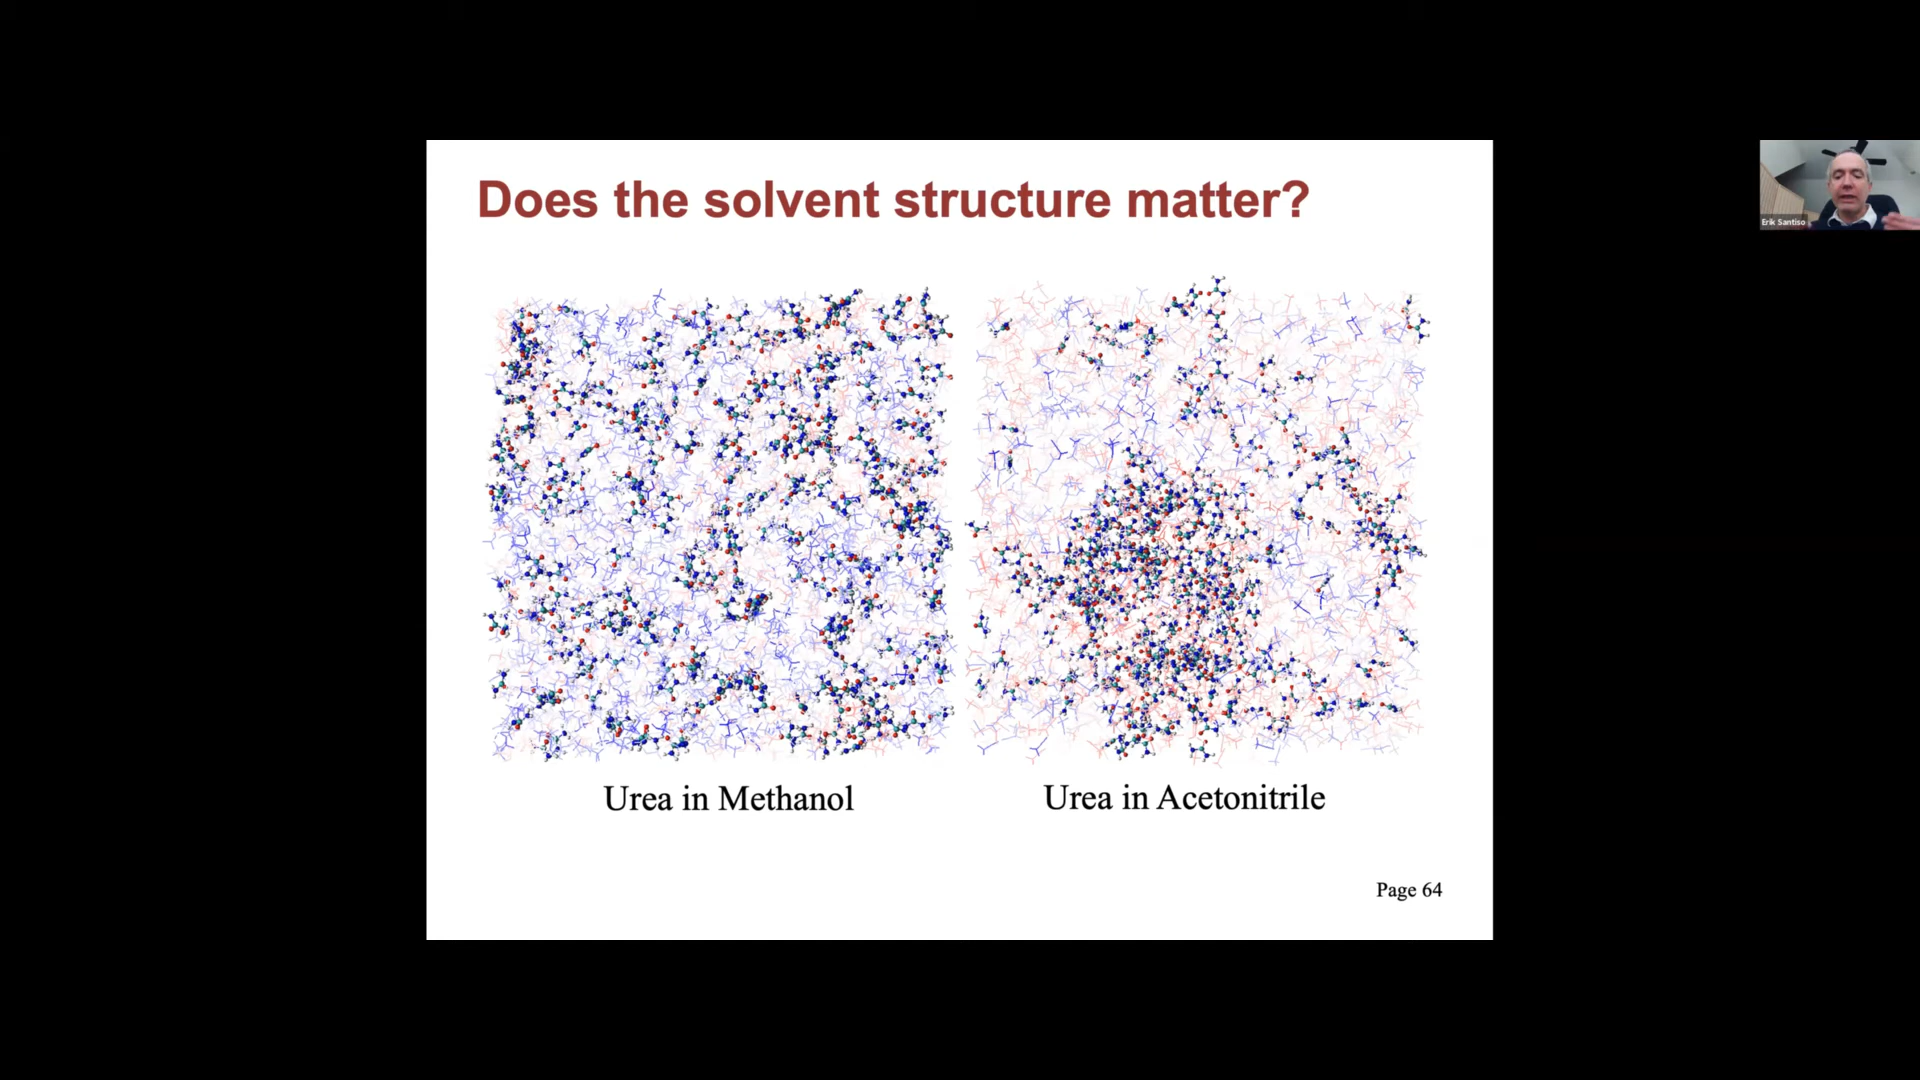 Does the solvent structure matter?
Erik Santiso
Urea in Methanol
Urea in Acetonitrile
Page 64